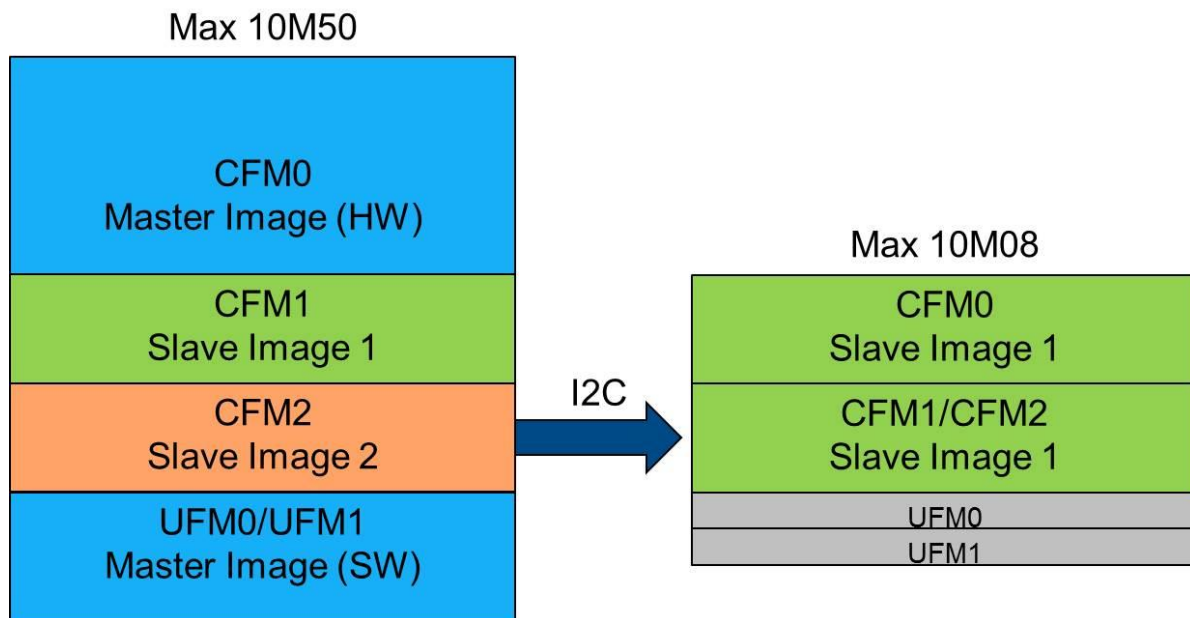 Max 10M50
CFM0
Master Image (HW)
CFM1
Slave Image 1
CFM2
Slave Image 2
UFM0/UFM1
Master Image (SW)
I2C
Max 10M08
CFM0
Slave Image 1
CFM1/CFM2
Slave Image 1
UFM0
UFM1